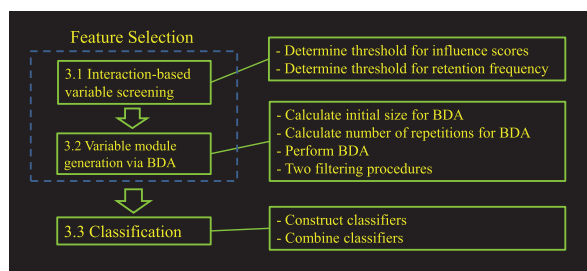 Feature Selection
3.1 Interaction-based
variable screening
- Determine threshold for influence scores
- Determine threshold for retention frequency
3.2 Variable module
generation via BDA
- Calculate initial size for BDA
- Calculate number of repetitions for BDA
- Perform BDA
- Two filtering procedures
3.3 Classification
- Construct classifiers
- Combine classifiers